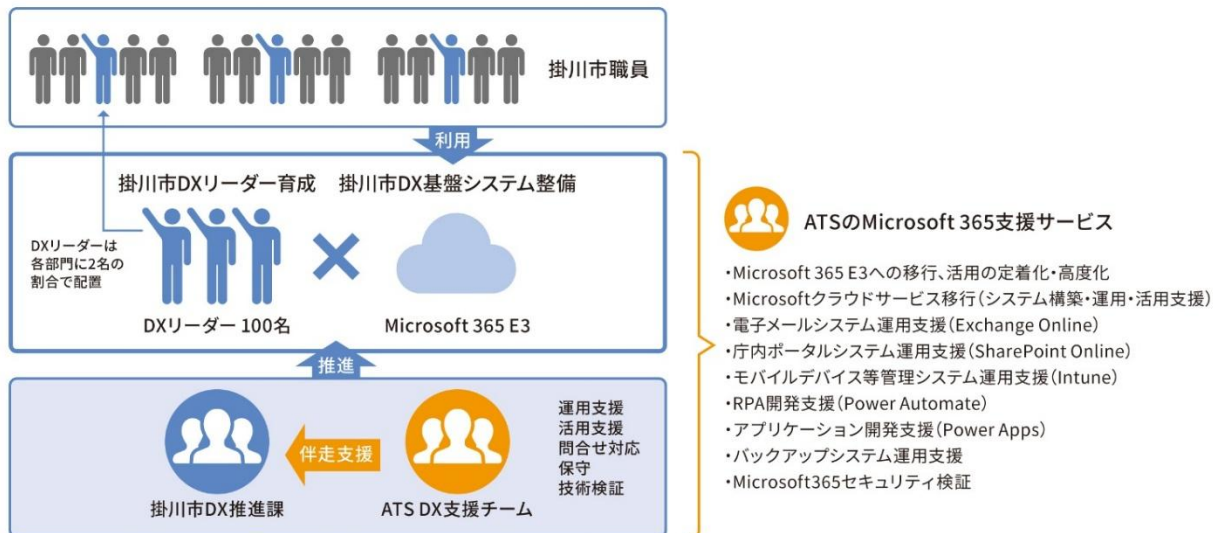 掛川市職員
利用
掛川市DXリーダー育成
掛川市DX基盤システム整備
DXリーダーは
各部門に2名の
割合で配置
DXリーダー 100名
Microsoft 365 E3
推進
掛川市DX推進課
伴走支援
ATS DX支援チーム
運用支援
活用支援
問合せ対応
保守
技術検証
ATSのMicrosoft 365支援サービス
・Microsoft 365 E3への移行、活用の定着化・高度化
・Microsoftクラウドサービス移行（システム構築・運用・活用支援）
・電子メールシステム運用支援（Exchange Online）
・庁内ポータルシステム運用支援（SharePoint Online）
・モバイルデバイス等管理システム運用支援（Intune）
・RPA開発支援（Power Automate）
・アプリケーション開発支援（Power Apps）
・バックアップシステム運用支援
・Microsoft365セキュリティ検証